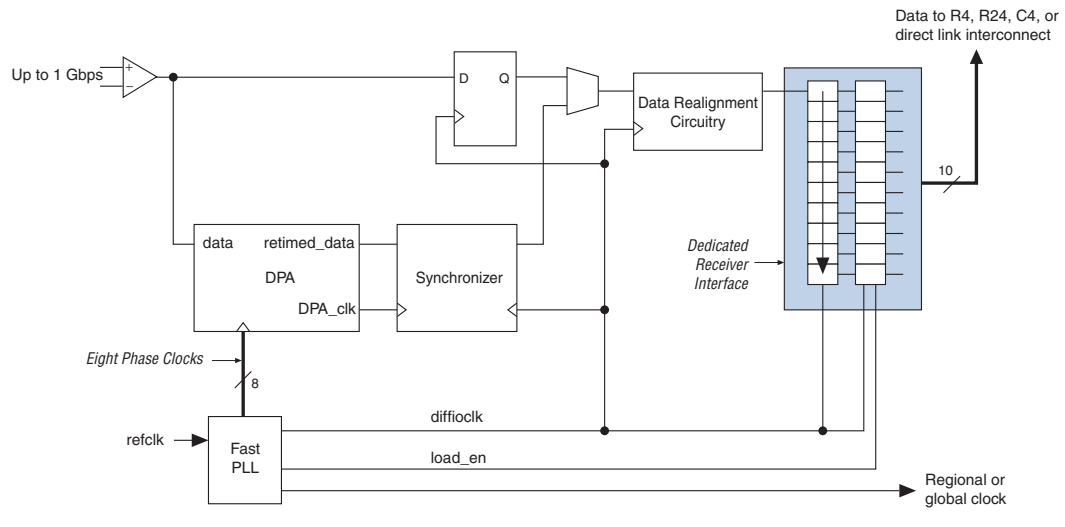 Data to R4, R24, C4, or
direct link interconnect
Up to 1 Gbps
+
−
D Q
Data Realignment
Circuitry
10
data retimed_data
DPA
DPA_clk
Synchronizer
Dedicated
Receiver
Interface
Eight Phase Clocks
8
diffioclk
refclk
Fast
PLL
load_en
Regional or
global clock